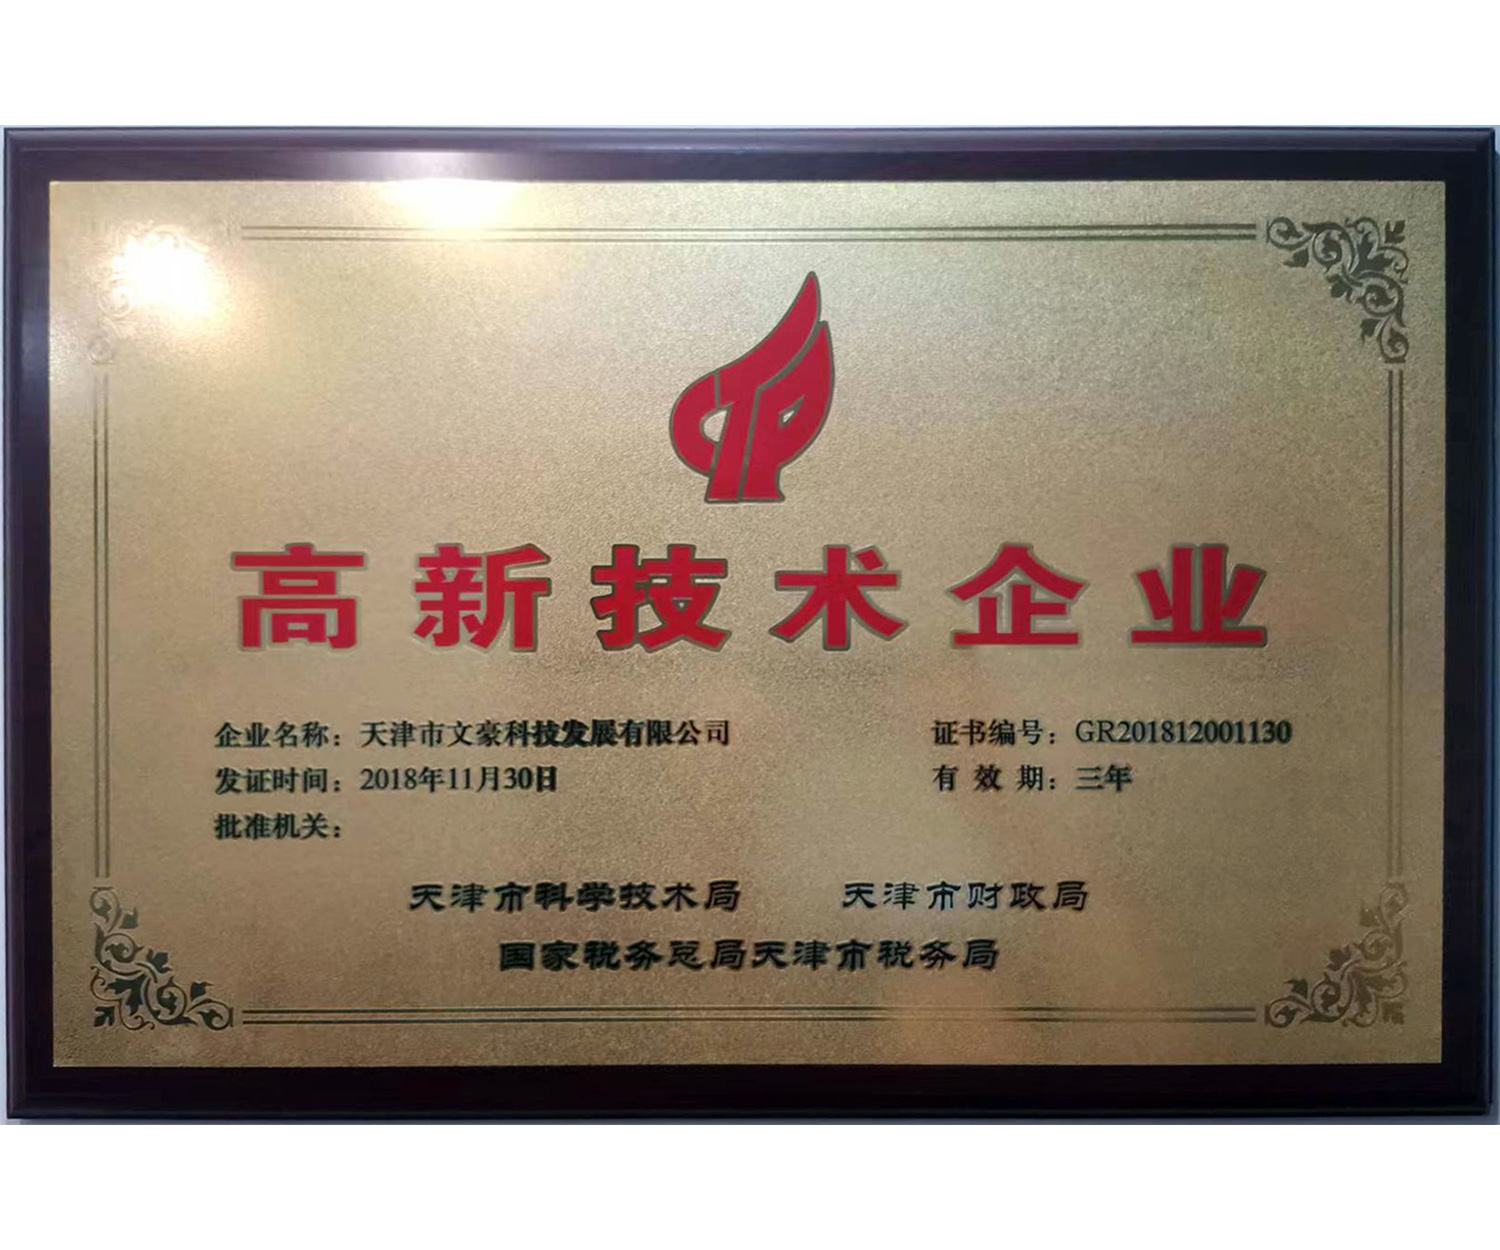 CTP
高新技术企业
企业名称：天津市文豪科技发展有限公司 证书编号：GR201812001130
发证时间：2018年11月30日 有效期：三年
批准机关：
天津市科学技术局 天津市财政局
国家税务总局天津市税务局